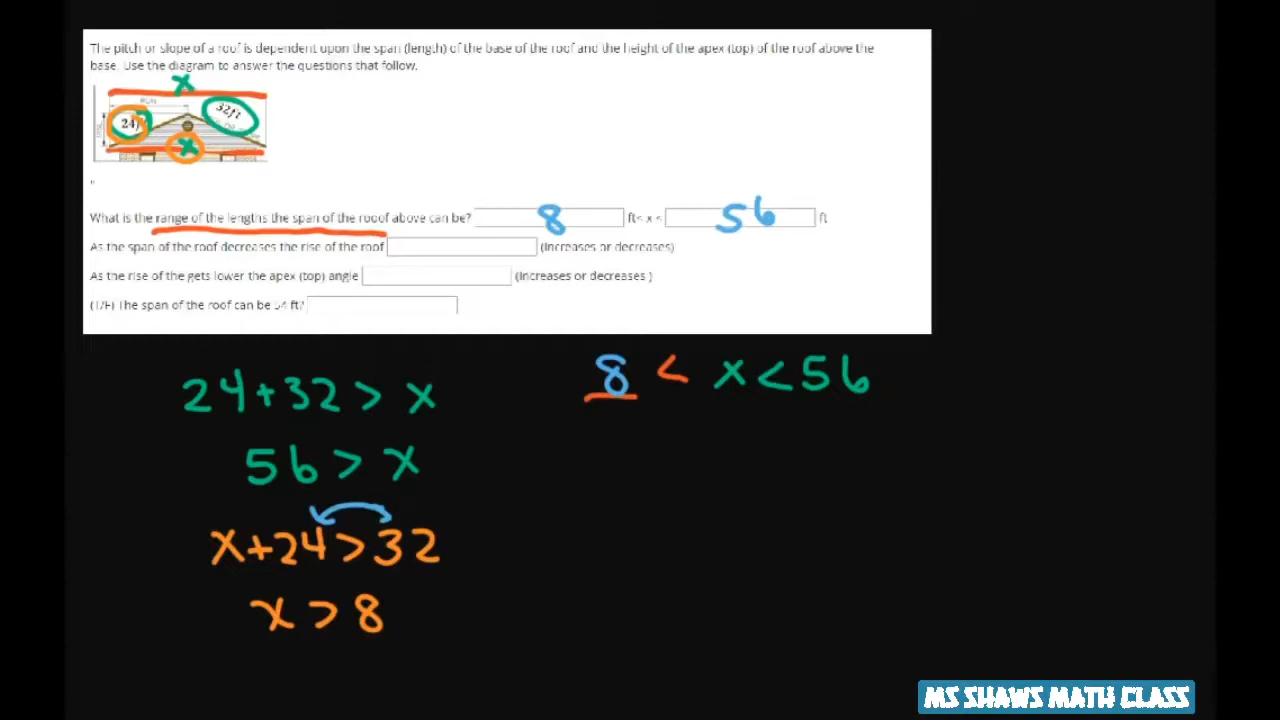 The pitch or slope of a roof is dependent upon the span (length) of the base of the roof and the height of the apex (top) of the roof above the
base. Use the diagram to answer the questions that follow.
x
RUN
24
32ft
x
"
What is the range of the lengths the span of the rooof above can be? 8 ft< x < 56 ft
As the span of the roof decreases the rise of the roof (increases or decreases)
As the rise of the gets lower the apex (top) angle (increases or decreases )
(T/F) The span of the roof can be 54 ft?
24+32 > x
8 < x < 56
56 > x
x+24 > 32
x > 8
MS SHAWS MATH CLASS